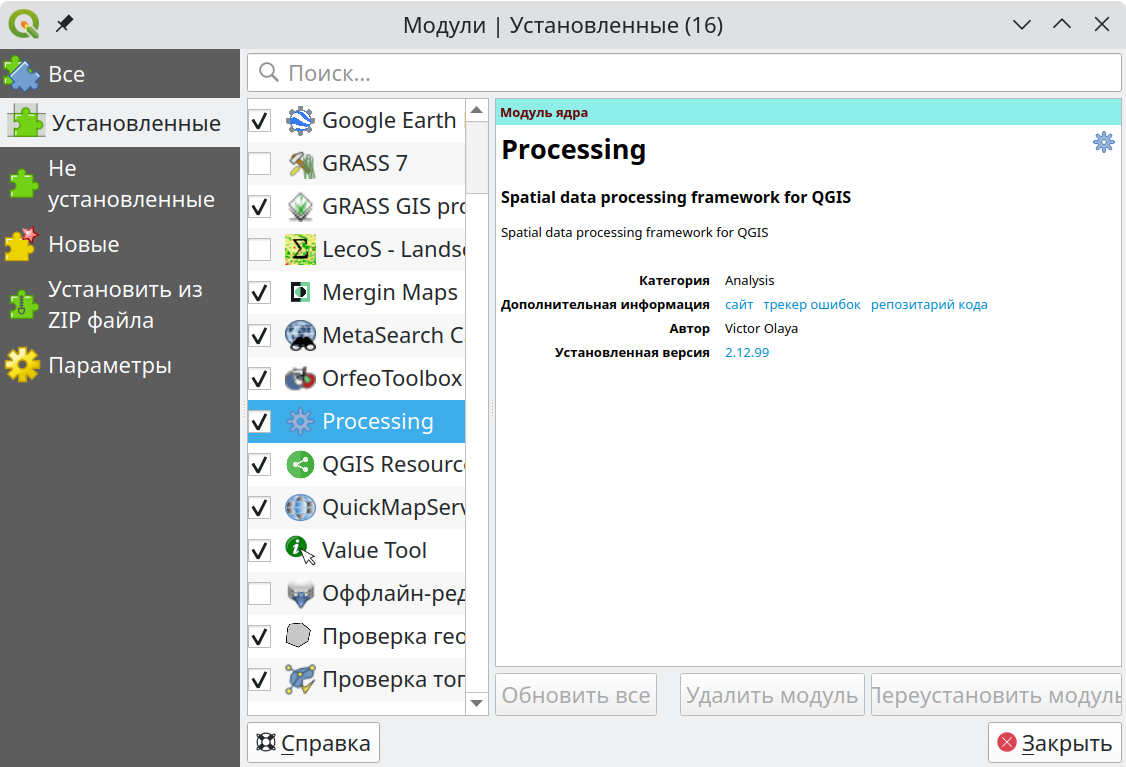 Модули | Установленные (16)
Все
Установленные
Не
установленные
Новые
Установить из
ZIP файла
Параметры
Поиск...
Google Earth
GRASS 7
GRASS GIS pro
LecoS - Lands
Mergin Maps
MetaSearch Ca
OrfeoToolbox
Processing
QGIS Resourc
QuickMapServ
Value Tool
Оффлайн-ред
Проверка гео
Проверка топ
Модуль ядра
Processing
Spatial data processing framework for QGIS
Spatial data processing framework for QGIS
Категория Analysis
Дополнительная информация сайт трекер ошибок репозитарий кода
Автор Victor Olaya
Установленная версия 2.12.99
Обновить все Удалить модуль Переустановить модуль
Справка Закрыть